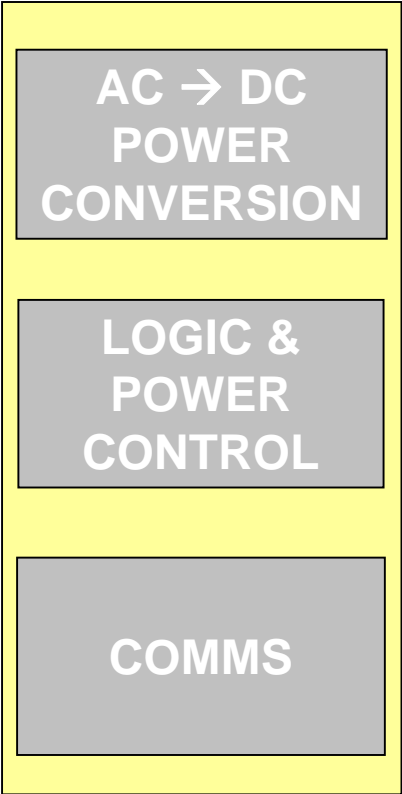 AC → DC
POWER
CONVERSION
LOGIC &
POWER
CONTROL
COMMS